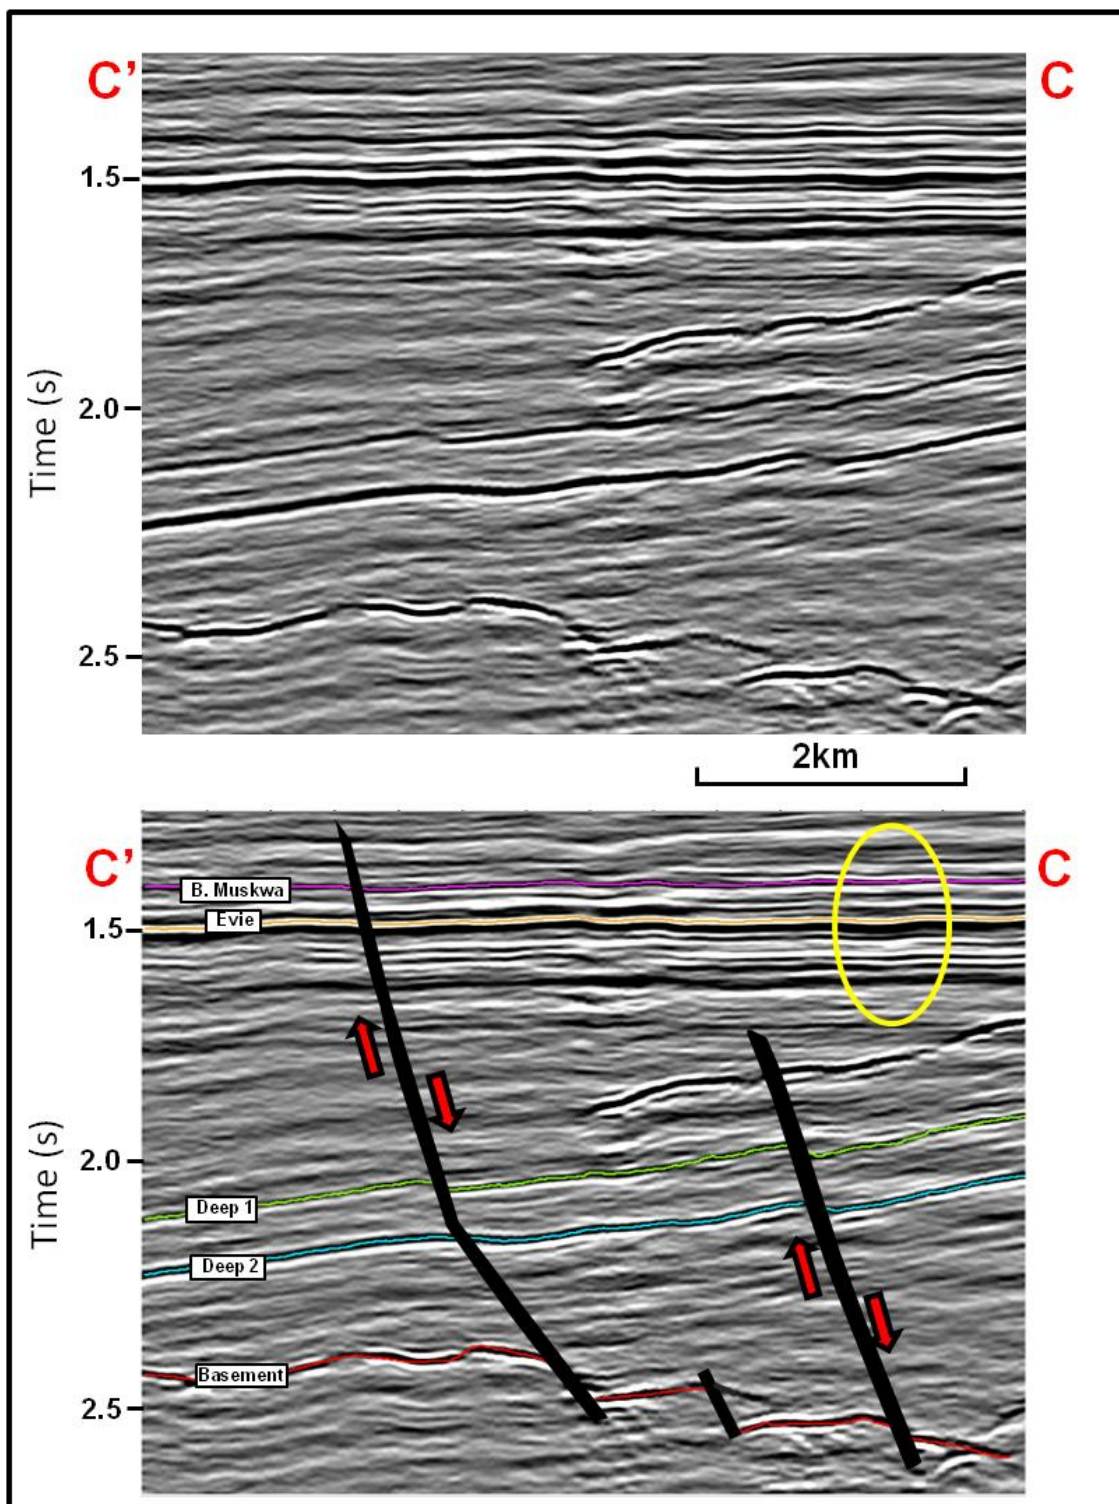 C’ C
1.5
2.0
2.5
Time (s)
2km
C’ C
B. Muskwa
Evie
1.5
2.0
Deep 1
Deep 2
Basement
2.5
Time (s)